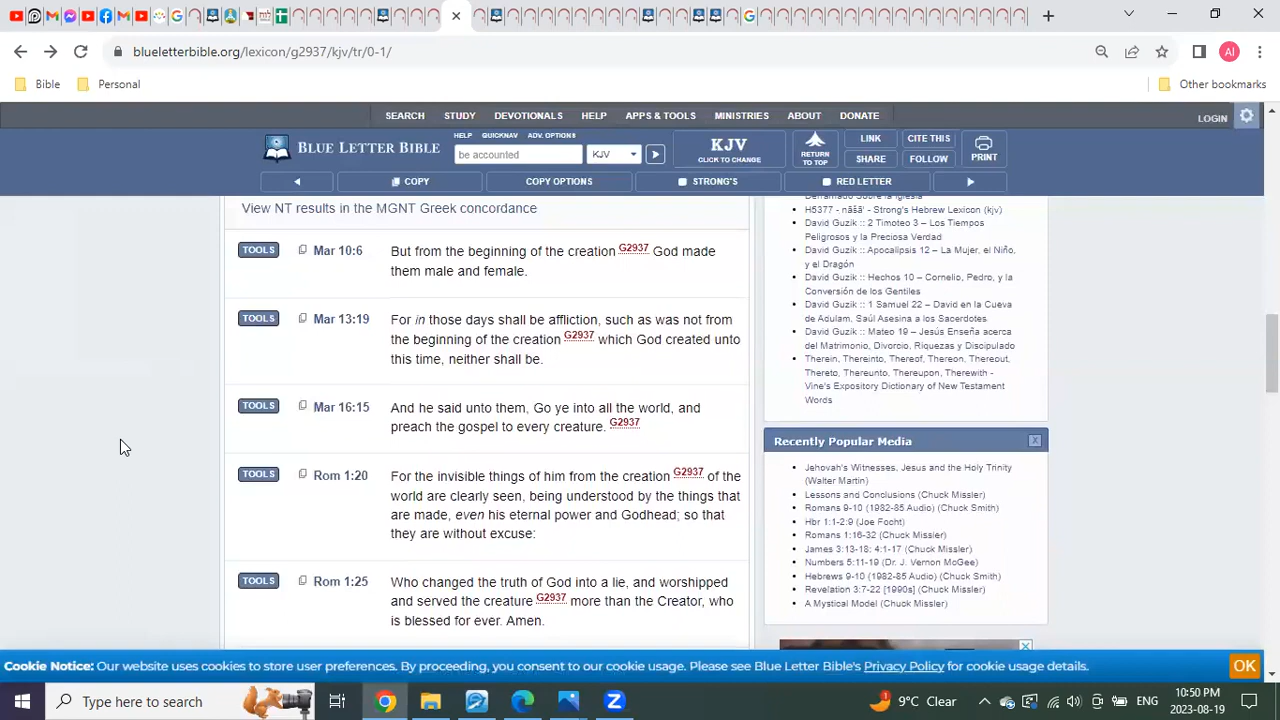 blueletterbible.org/lexicon/g2937/kjv/tr/0-1/
AI
Bible
Personal
Other bookmarks
SEARCH STUDY DEVOTIONALS HELP APPS & TOOLS MINISTRIES ABOUT DONATE
LOGIN
BLUE LETTER BIBLE
HELP QUICKNAV ADV. OPTIONS
be accounted
KJV
KJV
CLICK TO CHANGE
RETURN
TO TOP
LINK
CITE THIS
SHARE
FOLLOW
PRINT
COPY
COPY OPTIONS
STRONG'S
RED LETTER
View NT results in the MGNT Greek concordance
TOOLS Mar 10:6 But from the beginning of the creation G2937 God made
them male and female.
TOOLS Mar 13:19 For in those days shall be affliction, such as was not from
the beginning of the creation G2937 which God created unto
this time, neither shall be.
TOOLS Mar 16:15 And he said unto them, Go ye into all the world, and
preach the gospel to every creature. G2937
TOOLS Rom 1:20 For the invisible things of him from the creation G2937 of the
world are clearly seen, being understood by the things that
are made, even his eternal power and Godhead; so that
they are without excuse:
TOOLS Rom 1:25 Who changed the truth of God into a lie, and worshipped
and served the creature G2937 more than the Creator, who
is blessed for ever. Amen.
H5377 - nāšā' - Strong's Hebrew Lexicon (kjv)
David Guzik :: 2 Timoteo 3 – Los Tiempos
Peligrosos y la Preciosa Verdad
David Guzik :: Apocalipsis 12 – La Mujer, el Niño,
y el Dragón
David Guzik :: Hechos 10 – Cornelio, Pedro, y la
Conversión de los Gentiles
David Guzik :: 1 Samuel 22 – David en la Cueva
de Adulam, Saúl Asesina a los Sacerdotes
David Guzik :: Mateo 19 – Jesús Enseña acerca
del Matrimonio, Divorcio, Riquezas y Discipulado
Therein, Thereinto, Thereof, Thereon, Thereout,
Thereto, Thereunto, Thereupon, Therewith -
Vine's Expository Dictionary of New Testament
Words
Recently Popular Media X
Jehovah's Witnesses, Jesus and the Holy Trinity
(Walter Martin)
Lessons and Conclusions (Chuck Missler)
Romans 9-10 (1982-85 Audio) (Chuck Smith)
Hbr 1:1-2:9 (Joe Focht)
Romans 1:16-32 (Chuck Missler)
James 3:13-18; 4:1-17 (Chuck Missler)
Numbers 5:11-19 (Dr. J. Vernon McGee)
Hebrews 9-10 (1982-85 Audio) (Chuck Smith)
Revelation 3:7-22 [1990s] (Chuck Missler)
A Mystical Model (Chuck Missler)
Cookie Notice: Our website uses cookies to store user preferences. By proceeding, you consent to our cookie usage. Please see Blue Letter Bible's Privacy Policy for cookie usage details. OK
Type here to search
1
9°C Clear
ENG
10:50 PM
2023-08-19